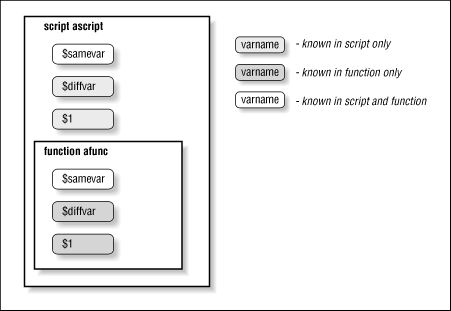 script ascript
$samevar
$diffvar
$1
function afunc
$samevar
$diffvar
$1
varname - known in script only
varname - known in function only
varname - known in script and function